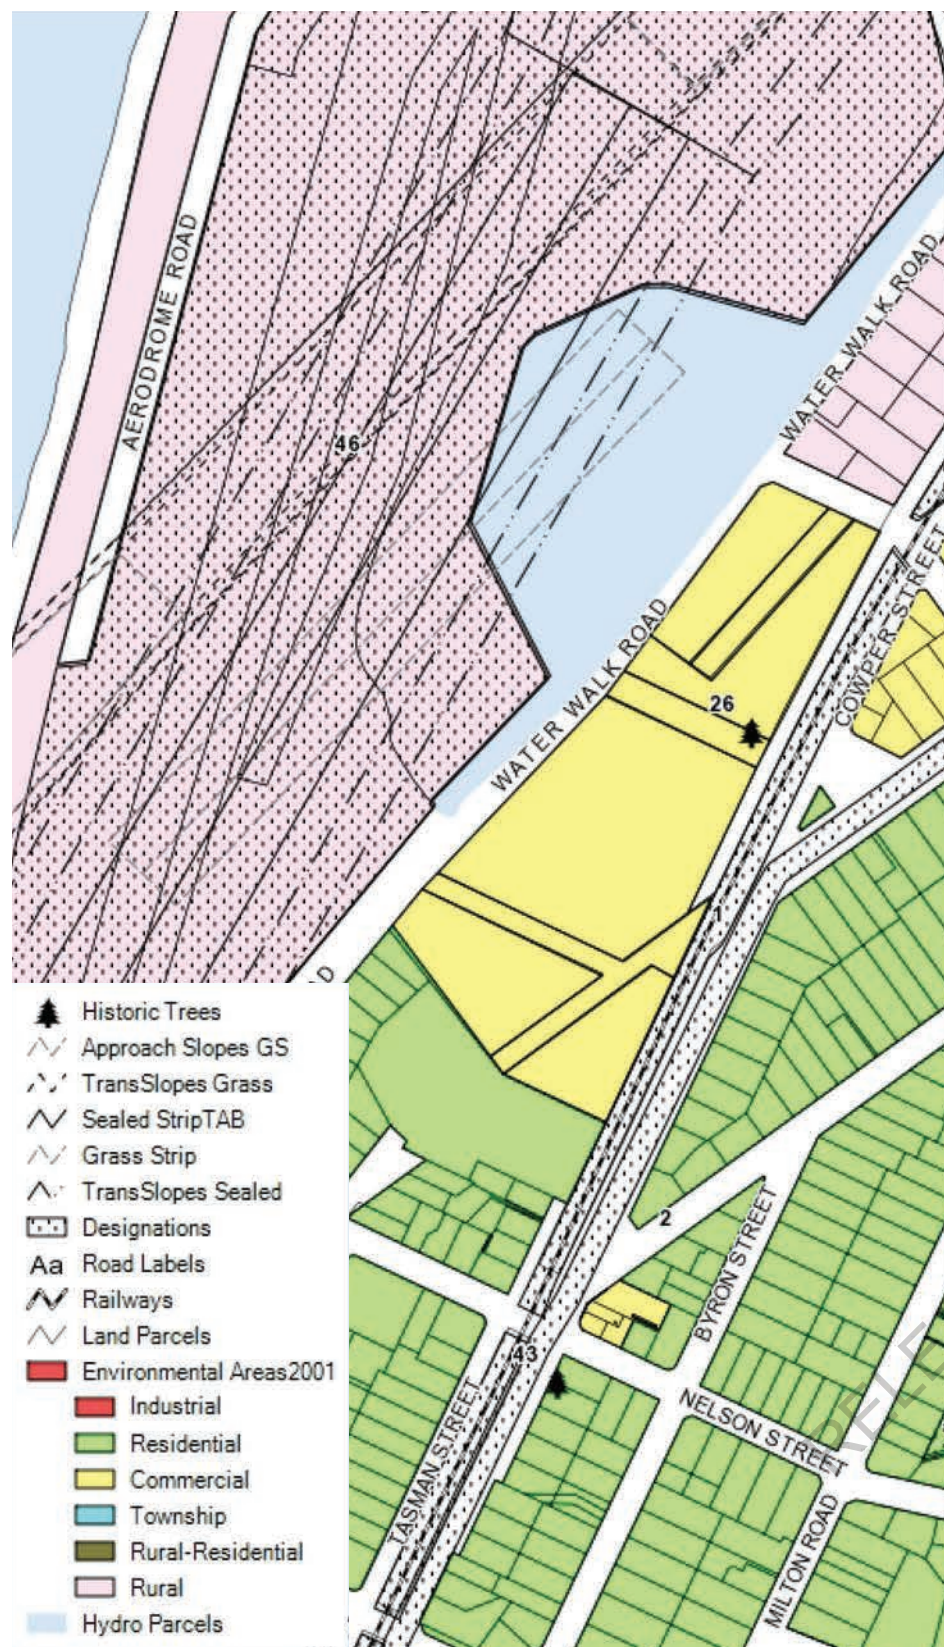 AERODROME ROAD
WATER WALK ROAD
46
COWPER STREET
WATER WALK ROAD
26
1
Historic Trees
Approach Slopes GS
TransSlopes Grass
Sealed StripTAB
Grass Strip
TransSlopes Sealed
Designations
Aa Road Labels
Railways
Land Parcels
Environmental Areas2001
Industrial
Residential
Commercial
Township
Rural-Residential
Rural
Hydro Parcels
2
BYRON STREET
43
TASMAN STREET
NELSON STREET
MILTON ROAD